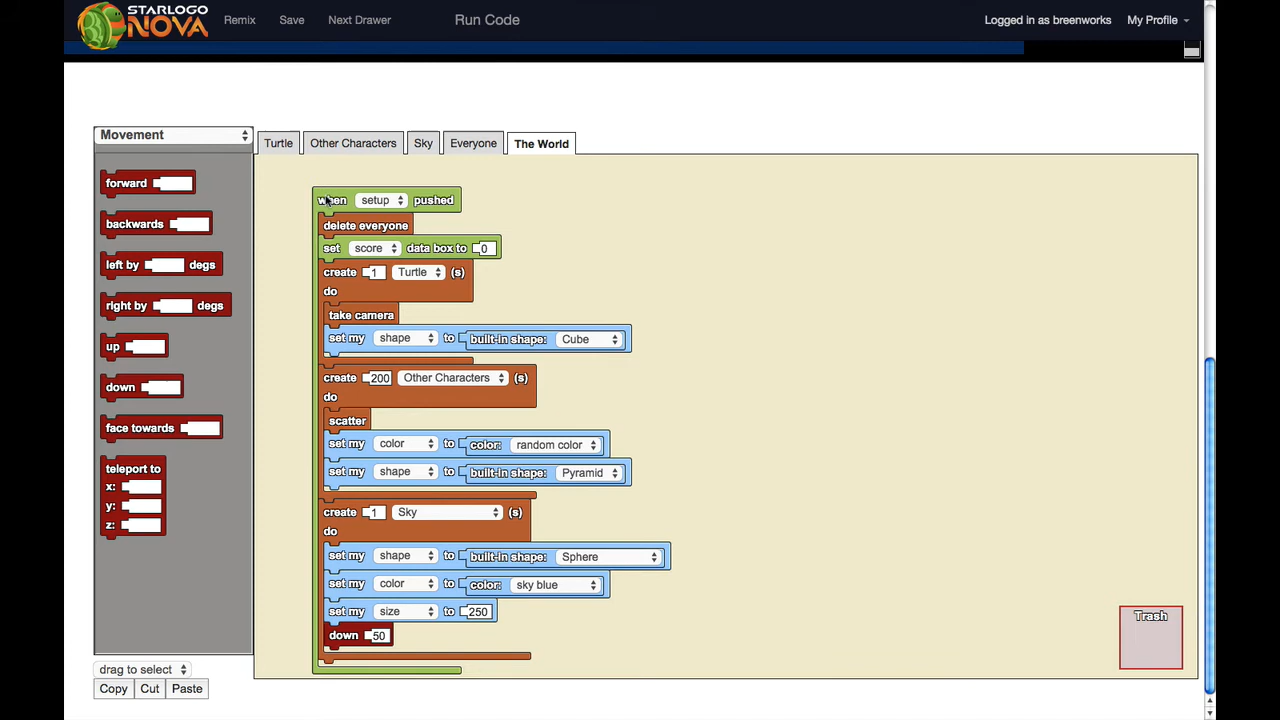 STARLOGO
NOVA
Remix Save Next Drawer Run Code Logged in as breenworks My Profile
Movement
Turtle Other Characters Sky Everyone The World
forward
backwards
left by degs
right by degs
up
down
face towards
teleport to
x:
y:
z:
when setup pushed
delete everyone
set score data box to 0
create 1 Turtle (s)
do
take camera
set my shape to built-in shape: Cube
create 200 Other Characters (s)
do
scatter
set my color to color: random color
set my shape to built-in shape: Pyramid
create 1 Sky (s)
do
set my shape to built-in shape: Sphere
set my color to color: sky blue
set my size to 250
down 50
Trash
drag to select
Copy Cut Paste